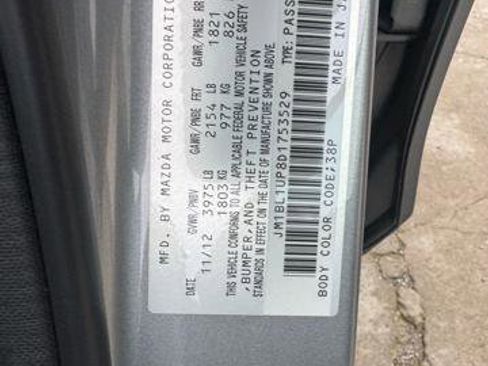 MFD. BY MAZDA MOTOR CORPORATION
DATE GVWR/PNBV GAWR/PNBE FRT GAWR/PNBE RR
11/12 3975 LB 2154 LB 1821
1803 KG 977 KG 826
THIS VEHICLE CONFORMS TO ALL APPLICABLE FEDERAL MOTOR VEHICLE SAFETY
, BUMPER, AND THEFT PREVENTION
STANDARDS IN EFFECT ON THE DATE OF MANUFACTURE SHOWN ABOVE
JM1BL1UP8D1753529 PASS
BODY COLOR CODE;38P MADE IN JA